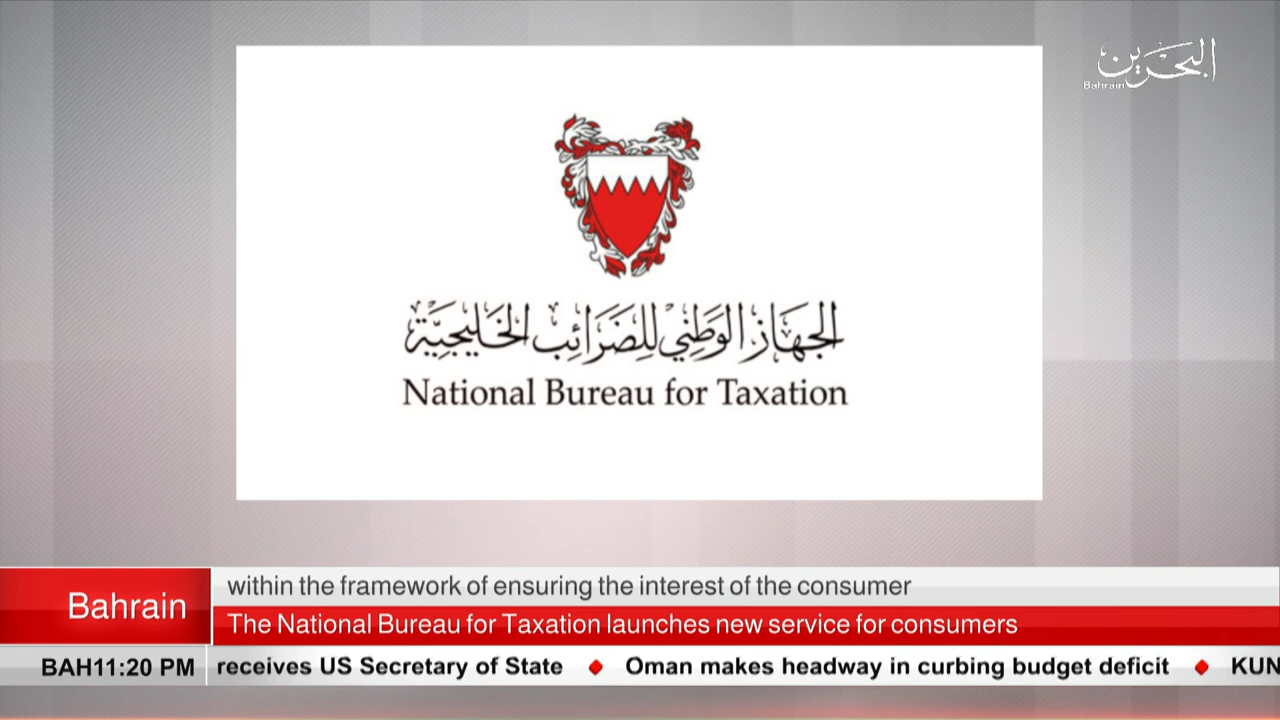 البحرين
Bahrain
الجهاز الوطني للضرائب الخليجية
National Bureau for Taxation
within the framework of ensuring the interest of the consumer
Bahrain
The National Bureau for Taxation launches new service for consumers
BAH11:20 PM receives US Secretary of State ◆ Oman makes headway in curbing budget deficit ◆ KUN